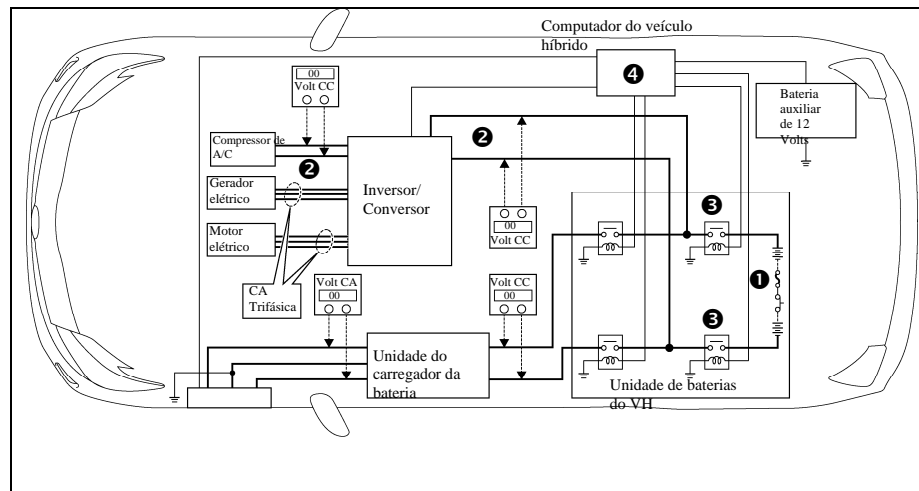 Computador do veículo
híbrido
❹
00
Volt CC
Bateria
auxiliar
de 12
Volts
Compressor de
A/C
❷
❷
Gerador
elétrico
Inversor/
Conversor
❸
00
Volt CC
Motor
elétrico
CA
Trifásica
Volt CA
00
Volt CC
00
❶
❸
Unidade do
carregador da
bateria
Unidade de baterias
do VH